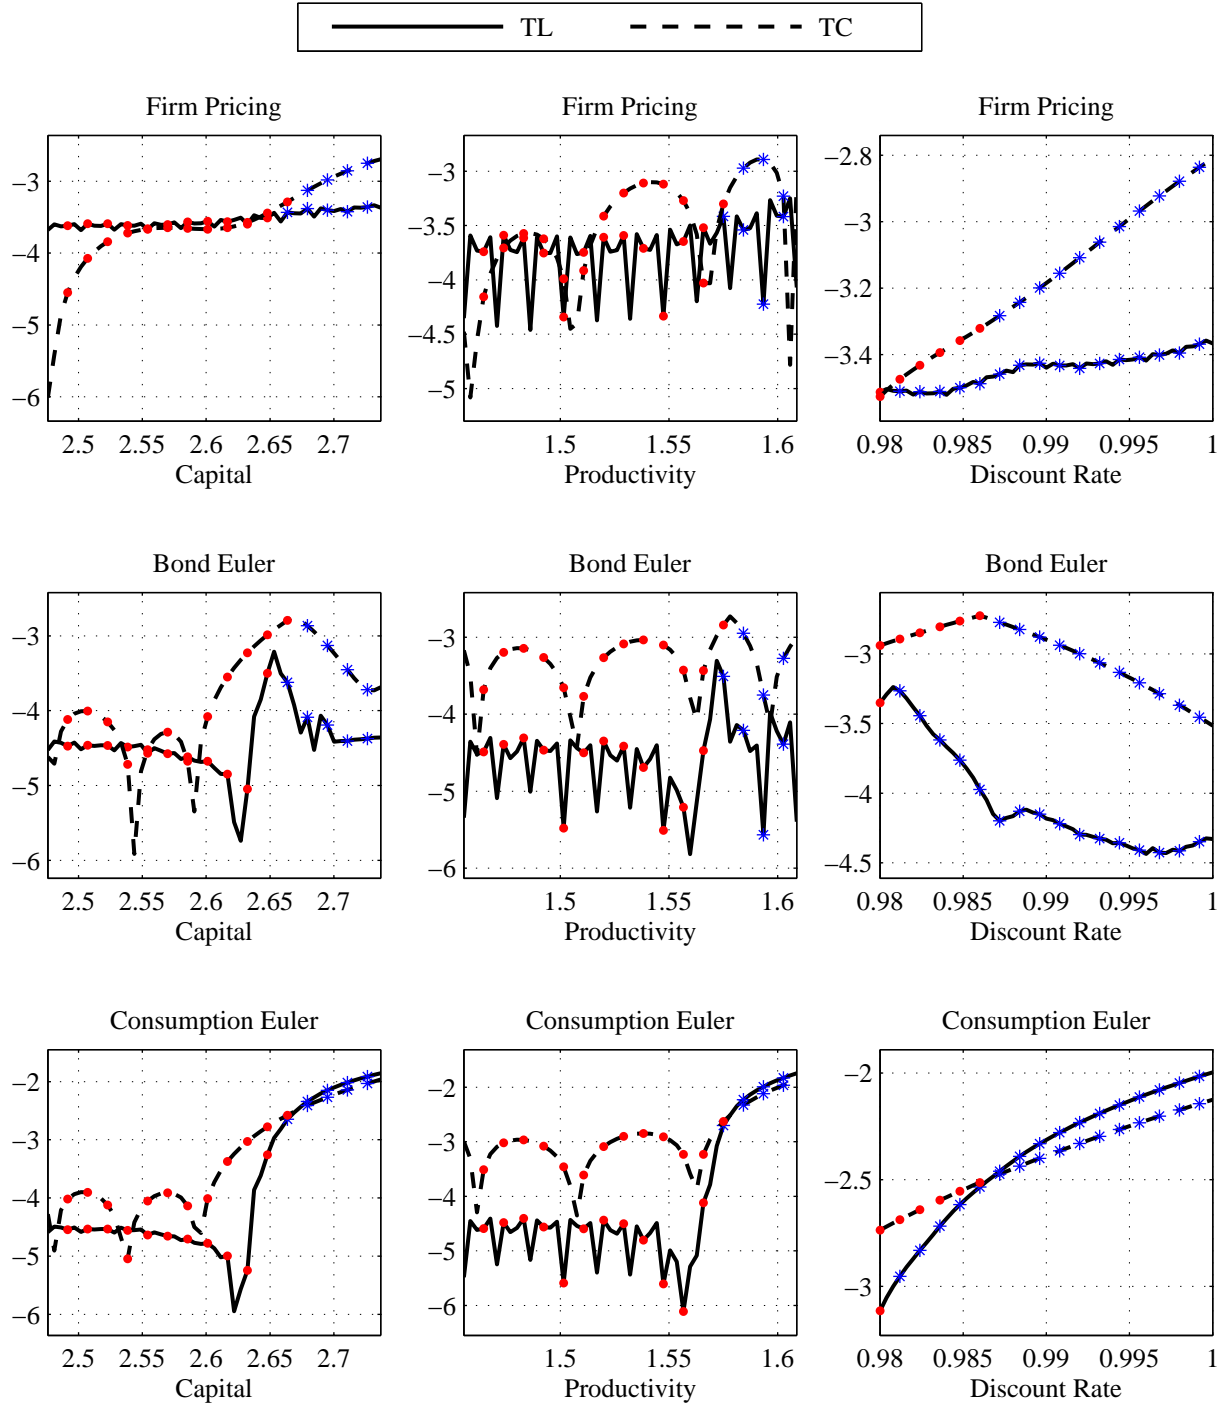 TL TC
Firm Pricing Firm Pricing Firm Pricing
−3 −4 −5 −6
2.5 2.55 2.6 2.65 2.7
Capital
−3 −3.5 −4 −4.5 −5
1.5 1.55 1.6
Productivity
−2.8 −3 −3.2 −3.4
0.98 0.985 0.99 0.995 1
Discount Rate
Bond Euler Bond Euler Bond Euler
−3 −4 −5 −6
2.5 2.55 2.6 2.65 2.7
Capital
−3 −4 −5 −6
1.5 1.55 1.6
Productivity
−3 −3.5 −4 −4.5
0.98 0.985 0.99 0.995 1
Discount Rate
Consumption Euler Consumption Euler Consumption Euler
−2 −3 −4 −5 −6
2.5 2.55 2.6 2.65 2.7
Capital
−2 −3 −4 −5 −6
1.5 1.55 1.6
Productivity
−2 −2.5 −3
0.98 0.985 0.99 0.995 1
Discount Rate